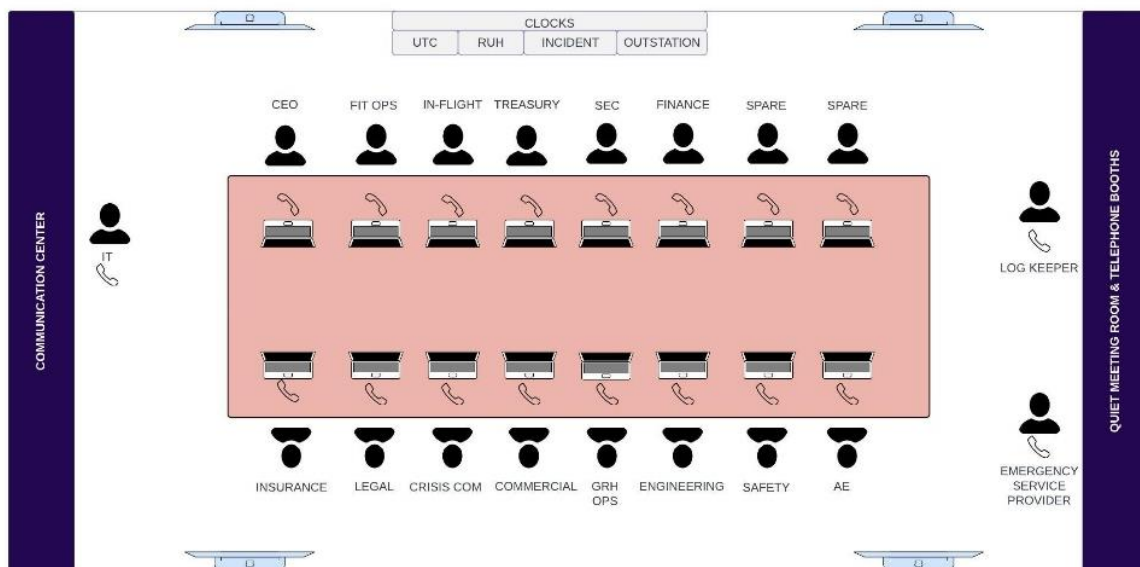 CLOCKS
UTC RUH INCIDENT OUTSTATION
CEO FIT OPS IN-FLIGHT TREASURY SEC FINANCE SPARE SPARE
COMMUNICATION CENTER
IT
LOG KEEPER
QUIET MEETING ROOM & TELEPHONE BOOTHS
INSURANCE LEGAL CRISIS COM COMMERCIAL GRH ENGINEERING SAFETY AE
OPS
EMERGENCY
SERVICE
PROVIDER